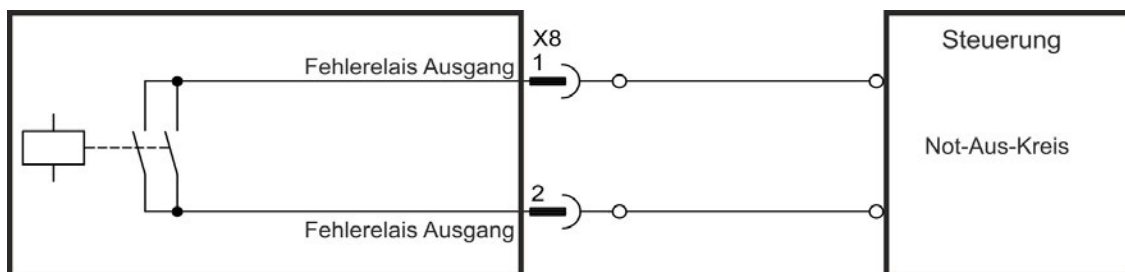 X8
Steuerung
1
Fehlerelais Ausgang
Not-Aus-Kreis
2
Fehlerelais Ausgang